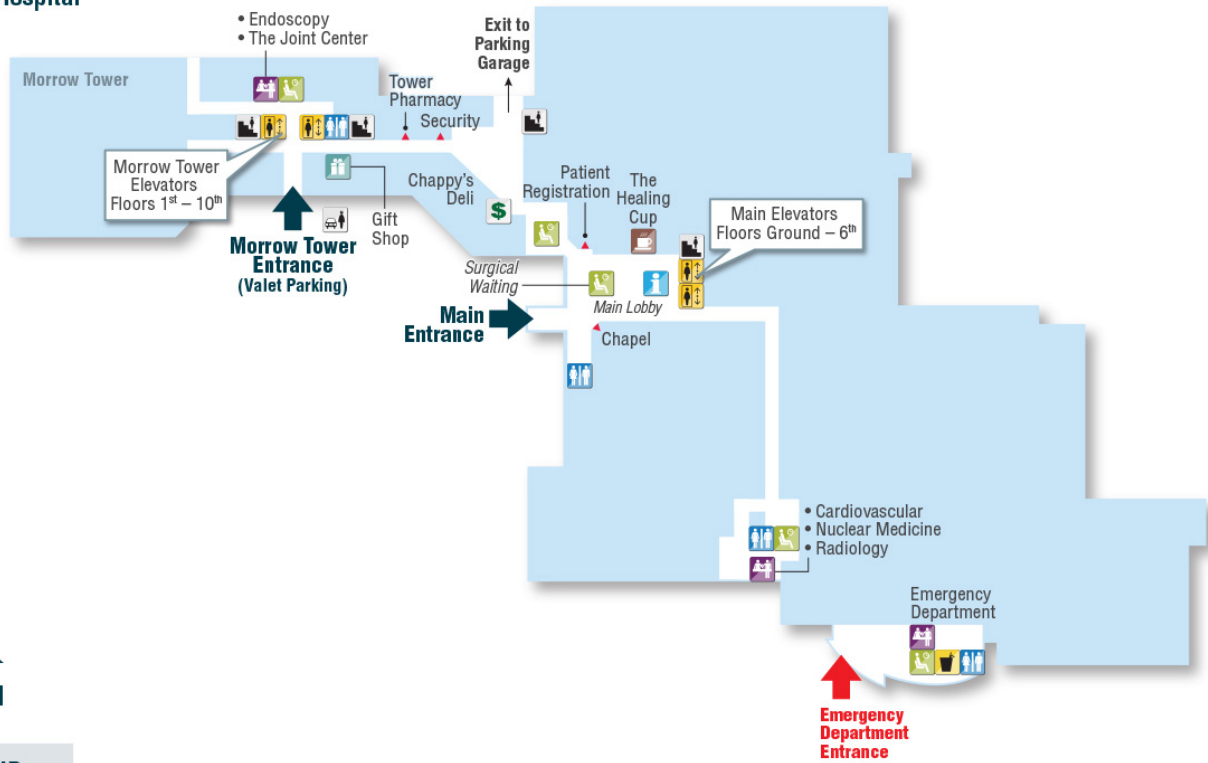 • Endoscopy
• The Joint Center
Exit to
Parking
Garage
Morrow Tower
Tower
Pharmacy
Security
Morrow Tower
Elevators
Floors 1st – 10th
Chappy's
Deli
$
Patient
Registration
The
Healing
Cup
Main Elevators
Floors Ground – 6th
Gift
Shop
Morrow Tower
Entrance
(Valet Parking)
Surgical
Waiting
i
Main Lobby
Main
Entrance
Chapel
• Cardiovascular
• Nuclear Medicine
• Radiology
Emergency
Department
Emergency
Department
Entrance